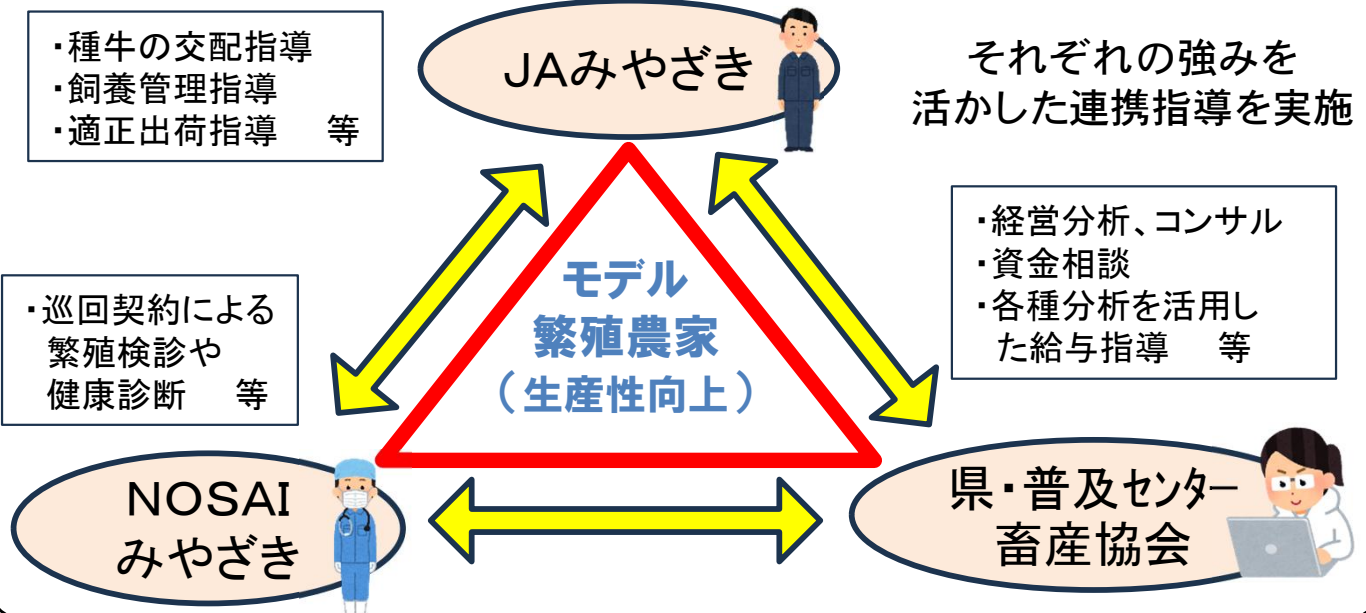 ・種牛の交配指導
・飼養管理指導
・適正出荷指導　等
JAみやざき
それぞれの強みを
活かした連携指導を実施
・経営分析、コンサル
・資金相談
・各種分析を活用し
た給与指導　等
モデル
繁殖農家
（生産性向上）
・巡回契約による
繁殖検診や
健康診断　等
NOSAI
みやざき
県・普及センター
畜産協会